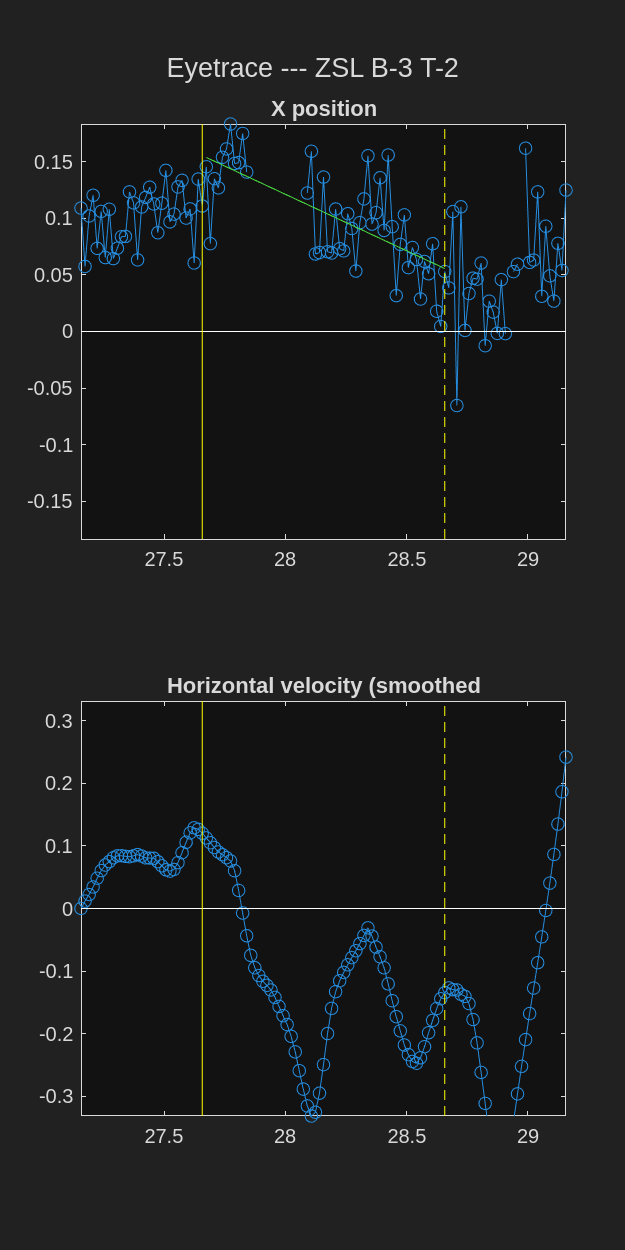 Eyetrace --- ZSL B-3 T-2
X position
0.15
0.1
0.05
0
-0.05
-0.1
-0.15
27.5 28 28.5 29
Horizontal velocity (smoothed
0.3
0.2
0.1
0
-0.1
-0.2
-0.3
27.5 28 28.5 29